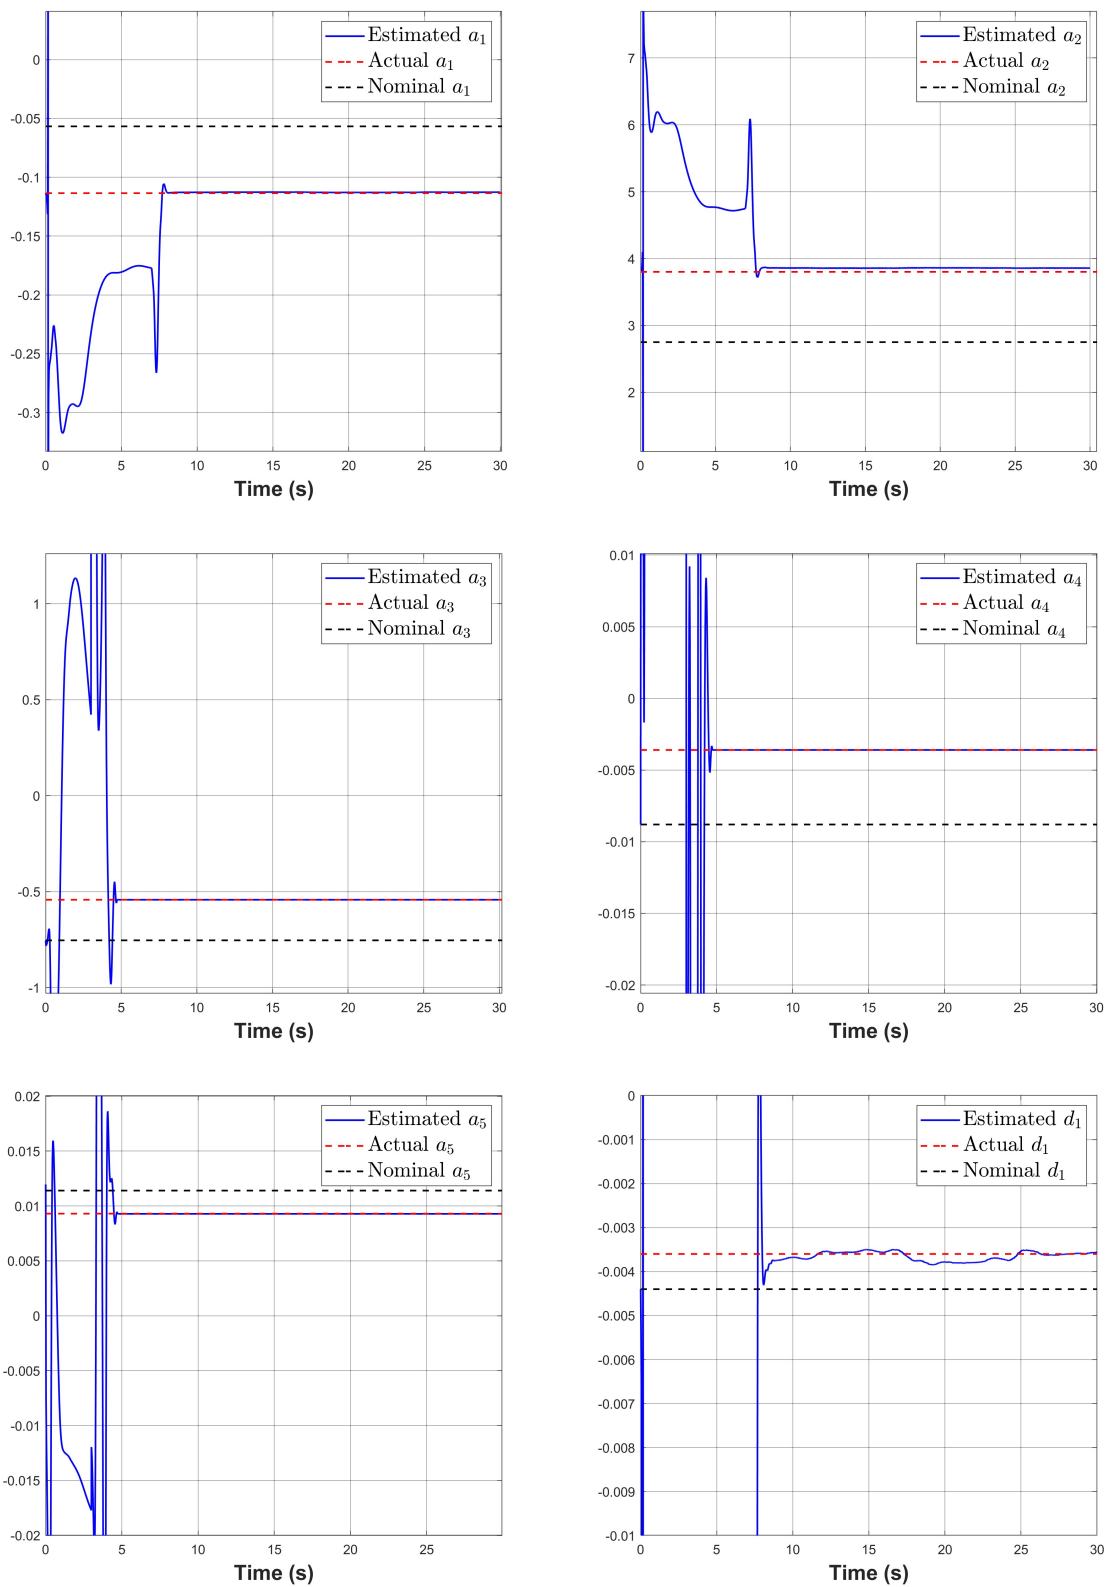 Estimated a₁
Actual a₁
Nominal a₁
0
-0.05
-0.1
-0.15
-0.2
-0.25
-0.3
0 5 10 15 20 25 30
Time (s)
Estimated a₂
Actual a₂
Nominal a₂
7
6
5
4
3
2
0 5 10 15 20 25 30
Time (s)
Estimated a₃
Actual a₃
Nominal a₃
1
0.5
0
-0.5
-1
0 5 10 15 20 25 30
Time (s)
Estimated a₄
Actual a₄
Nominal a₄
0.01
0.005
0
-0.005
-0.01
-0.015
-0.02
0 5 10 15 20 25 30
Time (s)
Estimated a₅
Actual a₅
Nominal a₅
0.02
0.015
0.01
0.005
0
-0.005
-0.01
-0.015
-0.02
0 5 10 15 20 25
Time (s)
Estimated d₁
Actual d₁
Nominal d₁
0
-0.001
-0.002
-0.003
-0.004
-0.005
-0.006
-0.007
-0.008
-0.009
-0.01
0 5 10 15 20 25 30
Time (s)